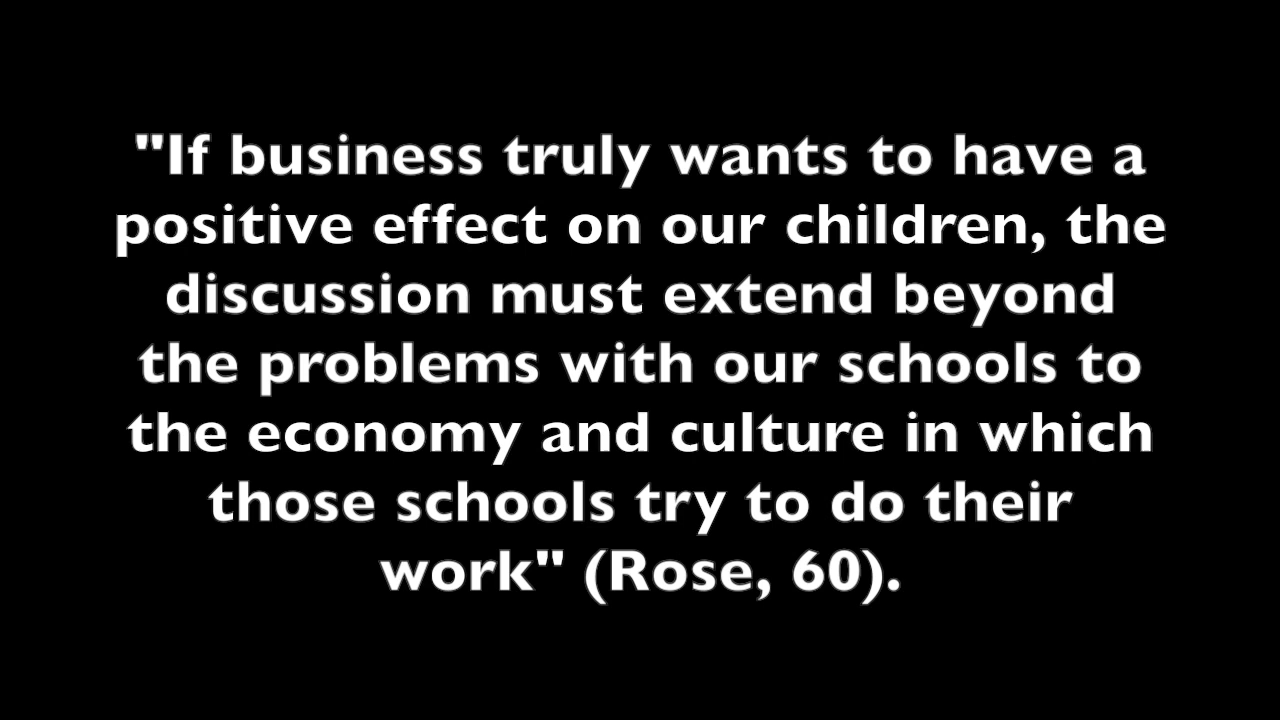 "If business truly wants to have a
positive effect on our children, the
discussion must extend beyond
the problems with our schools to
the economy and culture in which
those schools try to do their
work" (Rose, 60).